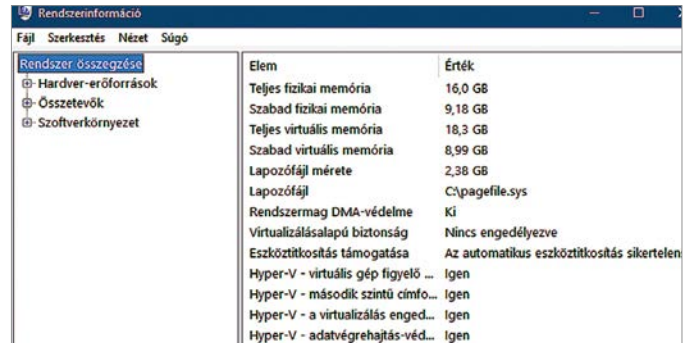 Rendszerinformáció
Fájl Szerkesztés Nézet Súgó
Rendszer összegzése
Hardver-erőforrások
Összetevők
Szoftverkörnyezet
Elem Érték
Teljes fizikai memória 16,0 GB
Szabad fizikai memória 9,18 GB
Teljes virtuális memória 18,3 GB
Szabad virtuális memória 8,99 GB
Lapozófájl mérete 2,38 GB
Lapozófájl C:\pagefile.sys
Rendszermag DMA-védelme Ki
Virtualizálásalapú biztonság Nincs engedélyezve
Eszköztitkosítás támogatása Az automatikus eszköztitkosítás sikertelen
Hyper-V - virtuális gép figyelő ... Igen
Hyper-V - második szintű címfo... Igen
Hyper-V - a virtualizálás enged... Igen
Hyper-V - adatvégrehajtás-véd... Igen